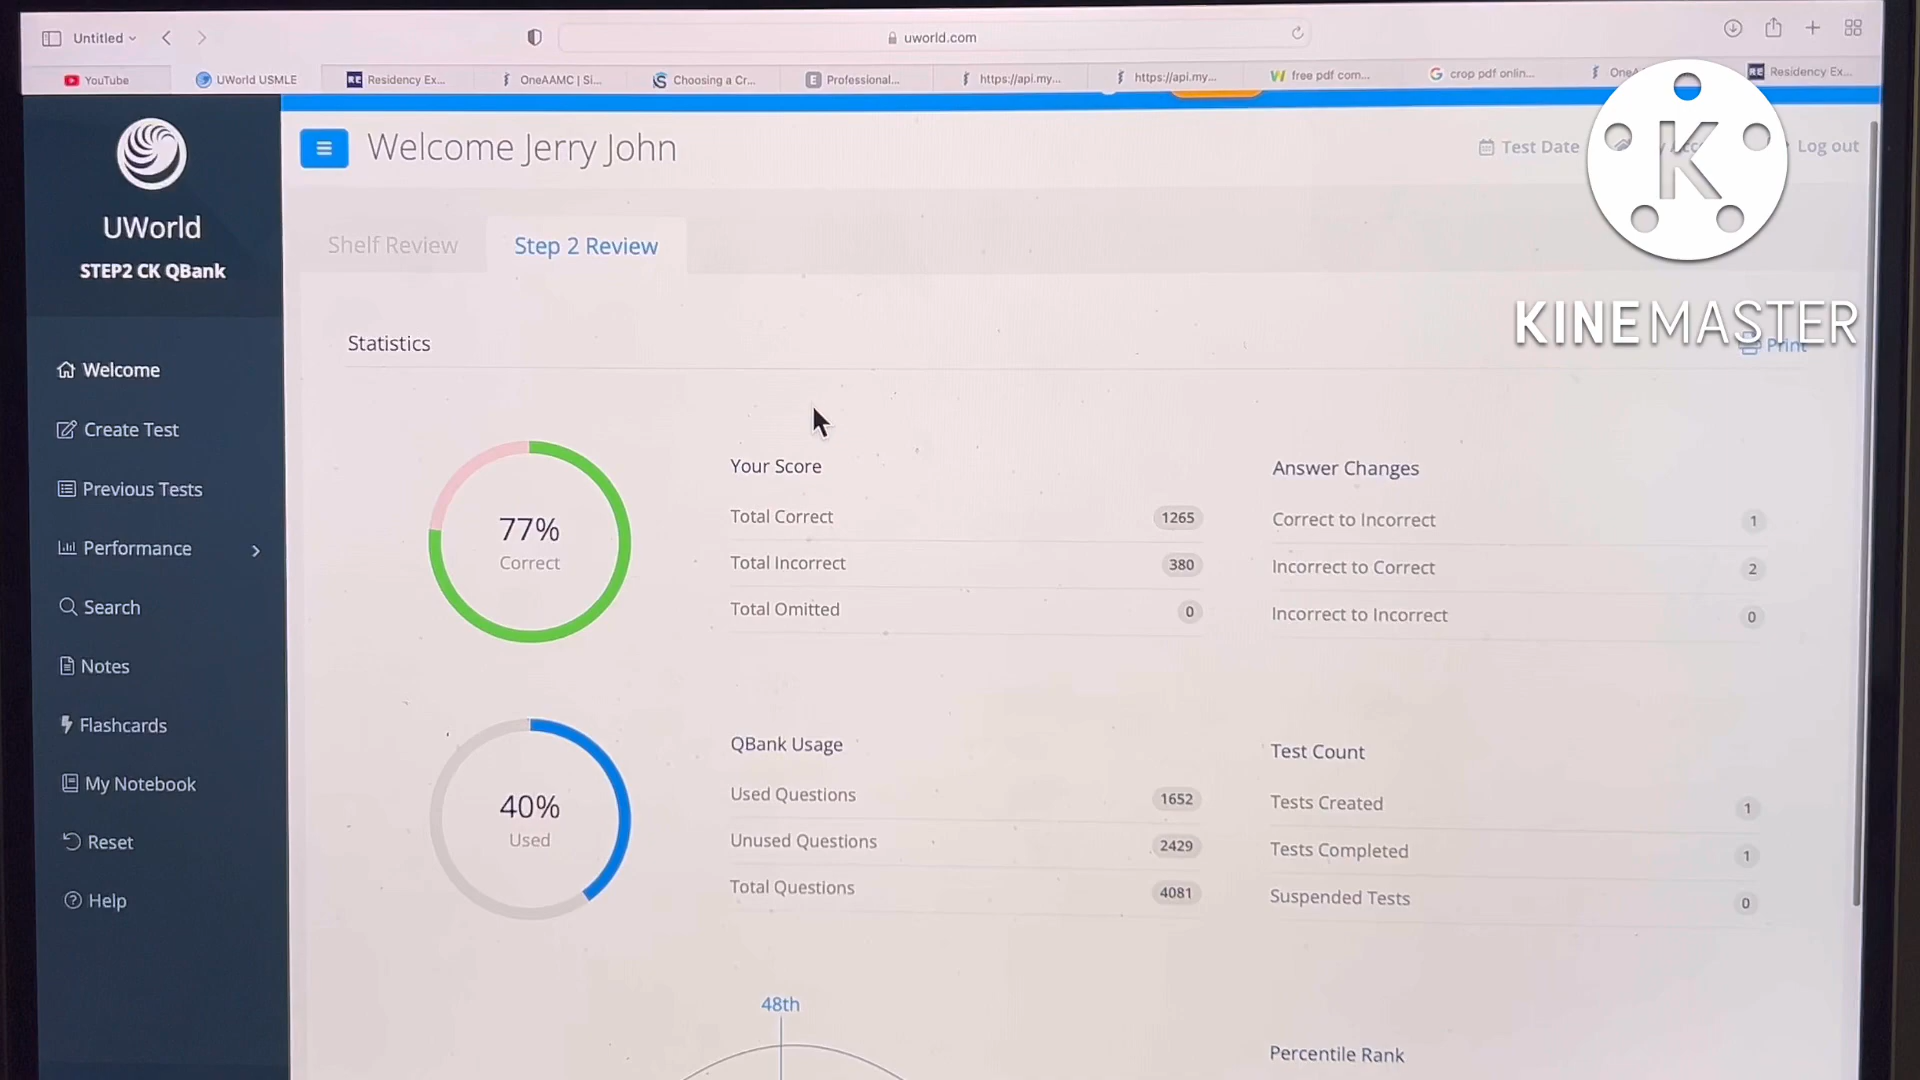 Untitled
uworld.com
YouTube
UWorld USMLE
Residency Ex...
OneAAMC | Si...
Choosing a Cr...
Professional...
https://api.my...
https://api.my...
free pdf com...
crop pdf onlin...
Residency Ex...
UWorld
STEP2 CK QBank
Welcome Jerry John
Test Date
Log out
K
KINEMASTER
Shelf Review
Step 2 Review
Statistics
Print
Welcome
Create Test
Previous Tests
Performance
Search
Notes
Flashcards
My Notebook
Reset
Help
77%
Correct
Your Score
Total Correct 1265
Total Incorrect 380
Total Omitted 0
Answer Changes
Correct to Incorrect 1
Incorrect to Correct 2
Incorrect to Incorrect 0
40%
Used
QBank Usage
Used Questions 1652
Unused Questions 2429
Total Questions 4081
Test Count
Tests Created 1
Tests Completed 1
Suspended Tests 0
48th
Percentile Rank